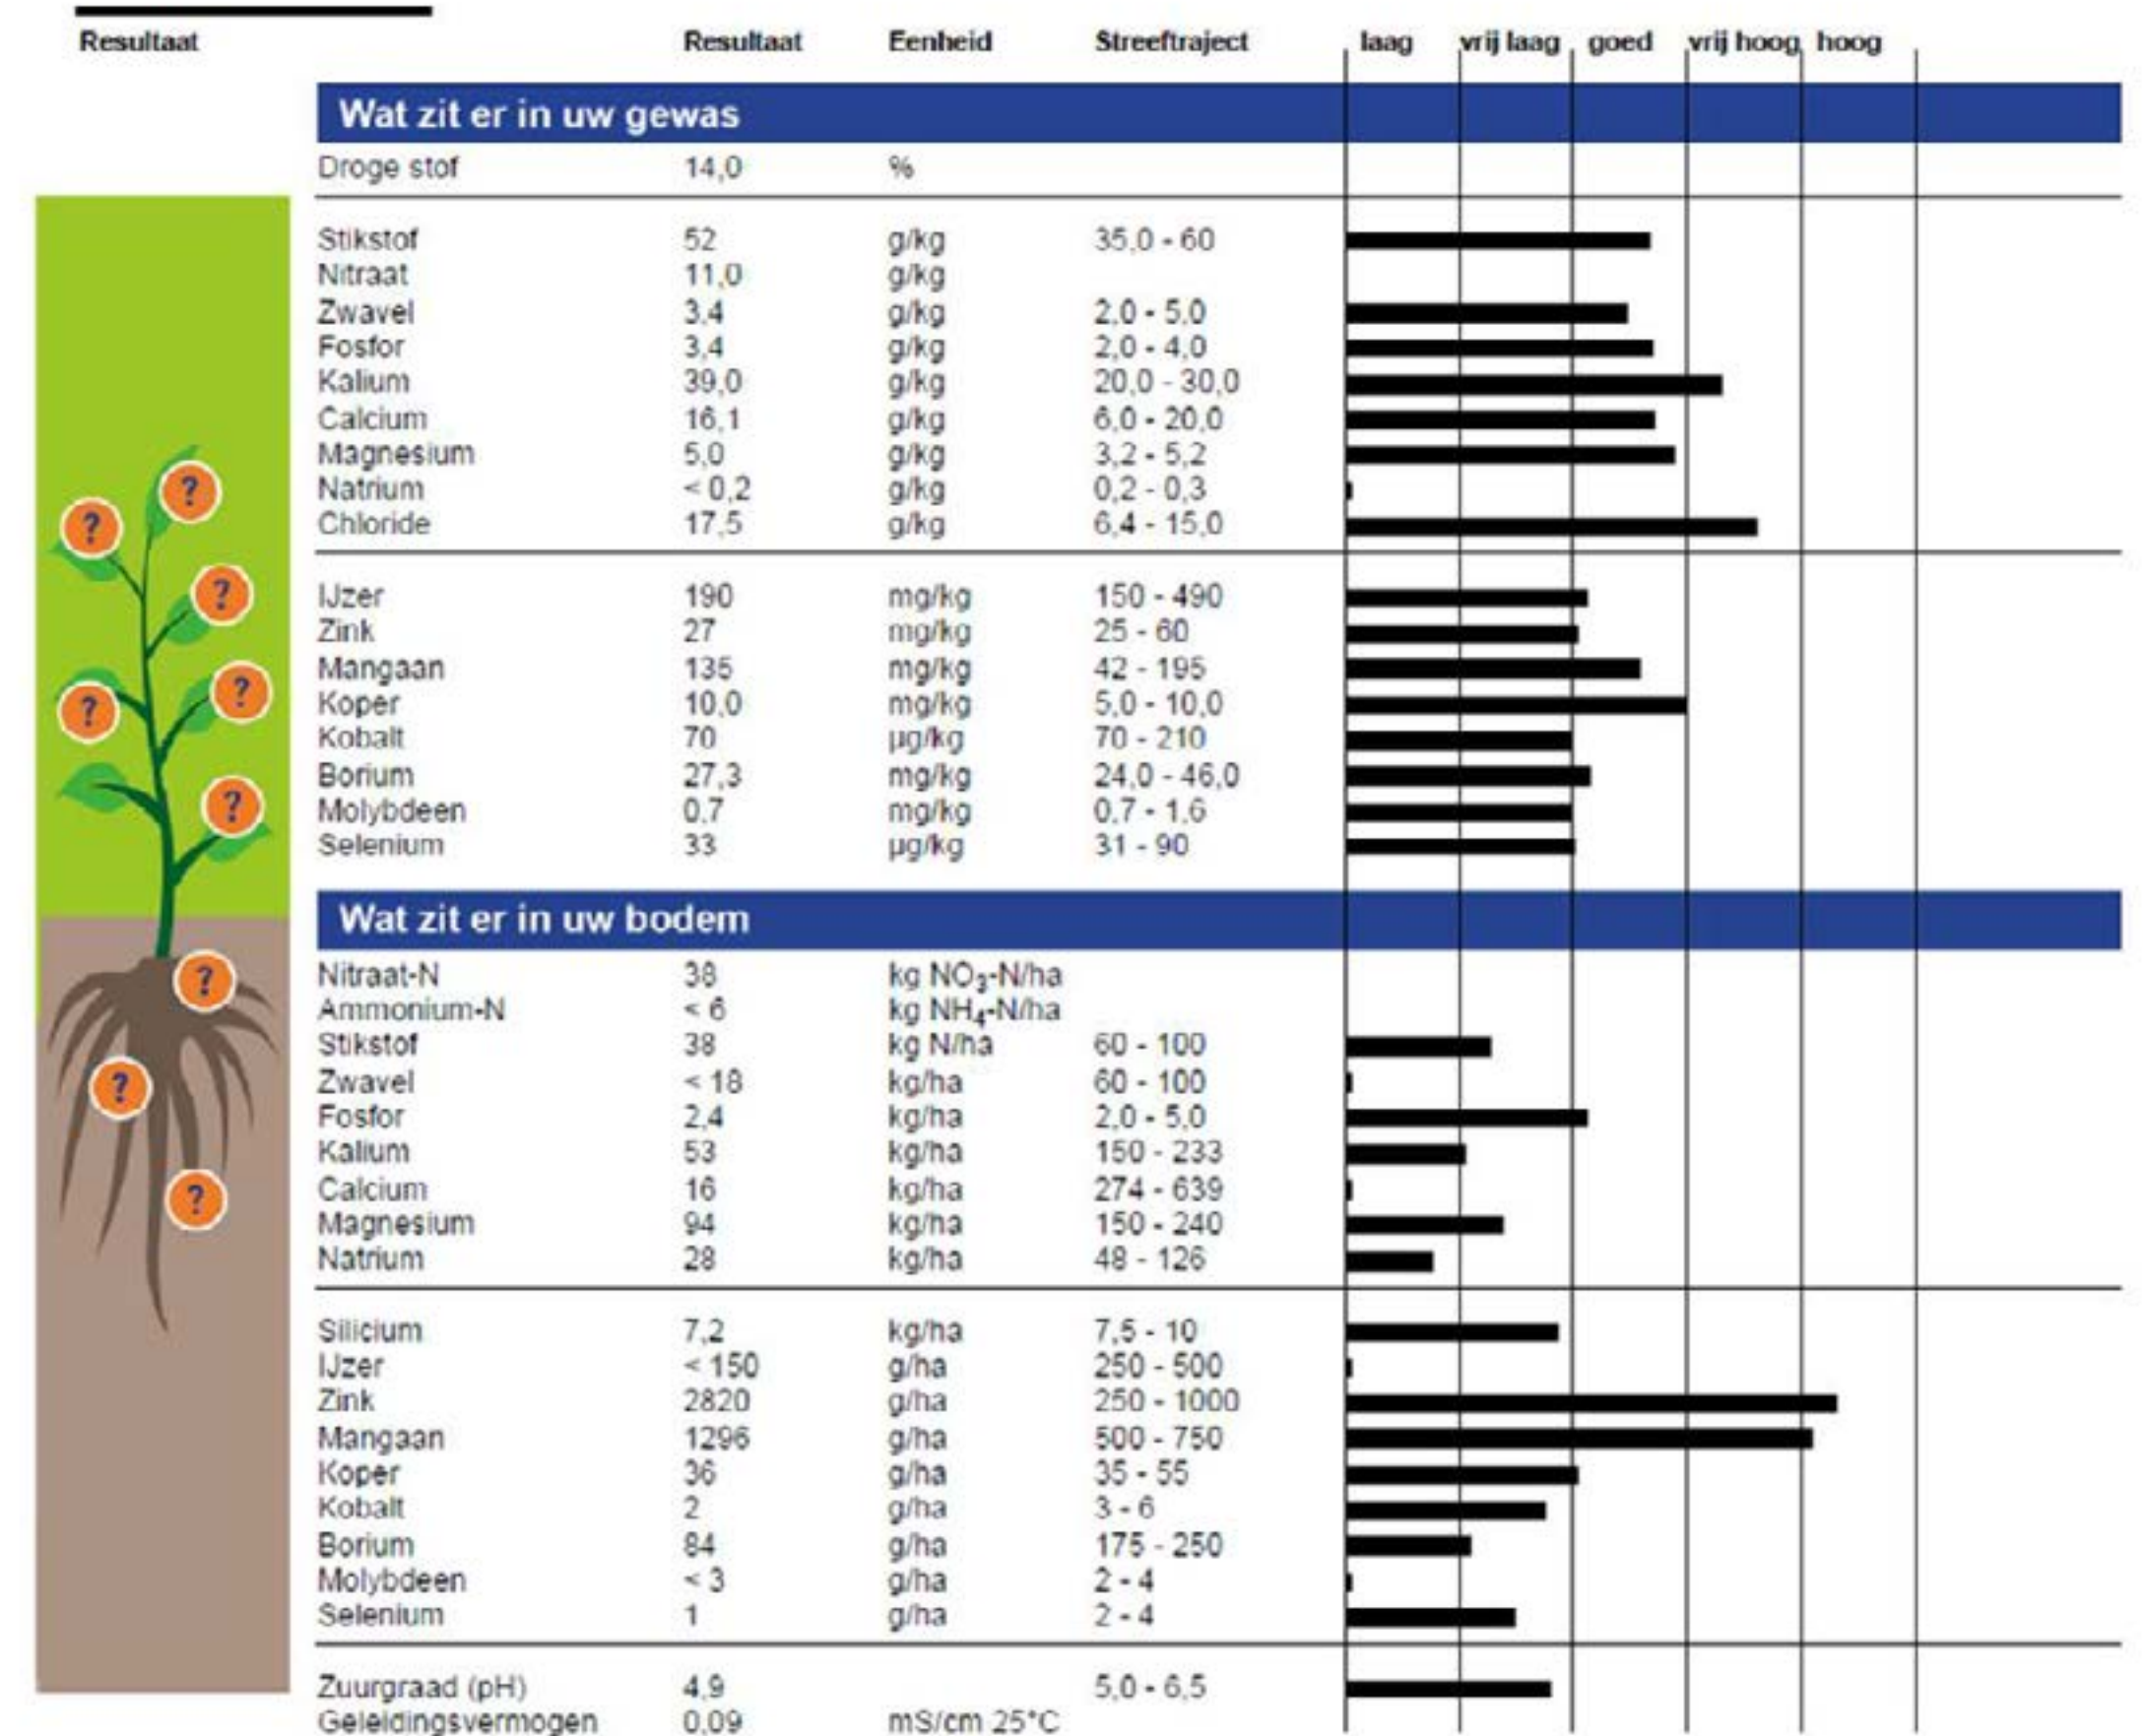 Resultaat Resultaat Eenheid Streeftraject laag vrij laag goed vrij hoog hoog
Wat zit er in uw gewas
Droge stof 14,0 %
Stikstof 52 g/kg 35,0 - 60
Nitraat 11,0 g/kg
Zwavel 3,4 g/kg 2,0 - 5,0
Fosfor 3,4 g/kg 2,0 - 4,0
Kalium 39,0 g/kg 20,0 - 30,0
Calcium 16,1 g/kg 6,0 - 20,0
Magnesium 5,0 g/kg 3,2 - 5,2
Natrium < 0,2 g/kg 0,2 - 0,3
Chloride 17,5 g/kg 6,4 - 15,0
IJzer 190 mg/kg 150 - 490
Zink 27 mg/kg 25 - 60
Mangaan 135 mg/kg 42 - 195
Koper 10,0 mg/kg 5,0 - 10,0
Kobalt 70 µg/kg 70 - 210
Borium 27,3 mg/kg 24,0 - 46,0
Molybdeen 0,7 mg/kg 0,7 - 1,6
Selenium 33 µg/kg 31 - 90
? ? ? ? ? ?
Wat zit er in uw bodem
Nitraat-N 38 kg NO₃-N/ha
Ammonium-N < 6 kg NH₄-N/ha
Stikstof 38 kg N/ha 60 - 100
Zwavel < 18 kg/ha 60 - 100
Fosfor 2,4 kg/ha 2,0 - 5,0
Kalium 53 kg/ha 150 - 233
Calcium 16 kg/ha 274 - 639
Magnesium 94 kg/ha 150 - 240
Natrium 28 kg/ha 48 - 126
Silicium 7,2 kg/ha 7,5 - 10
IJzer < 150 g/ha 250 - 500
Zink 2820 g/ha 250 - 1000
Mangaan 1296 g/ha 500 - 750
Koper 36 g/ha 35 - 55
Kobalt 2 g/ha 3 - 6
Borium 84 g/ha 175 - 250
Molybdeen < 3 g/ha 2 - 4
Selenium 1 g/ha 2 - 4
? ? ?
Zuurgraad (pH) 4,9 5,0 - 6,5
Geleidingsvermogen 0,09 mS/cm 25°C